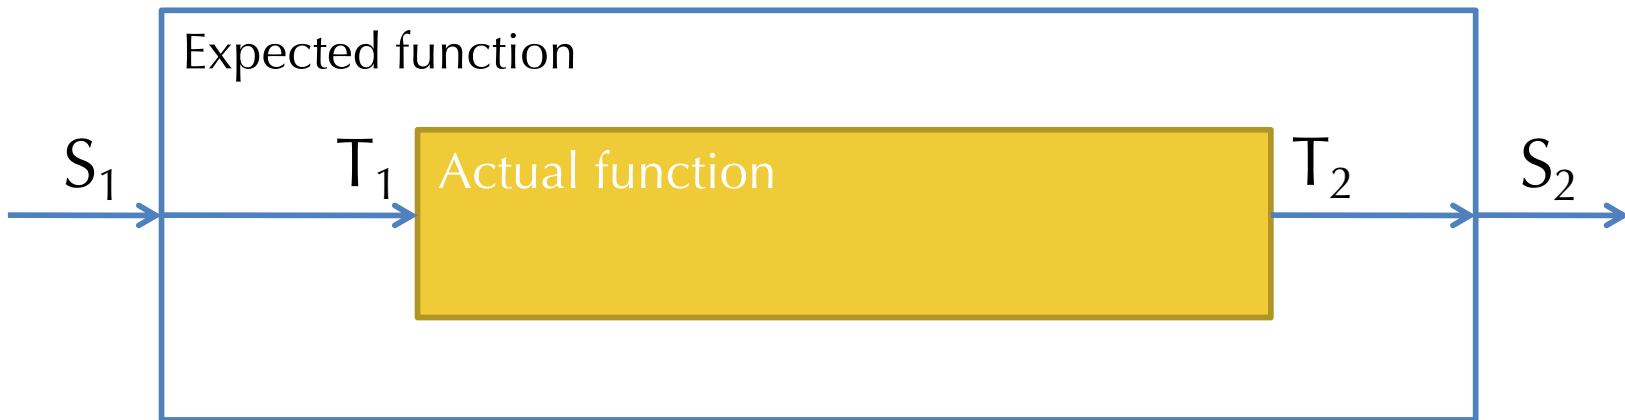 Expected function
S₁
T₁
Actual function
T₂
S₂